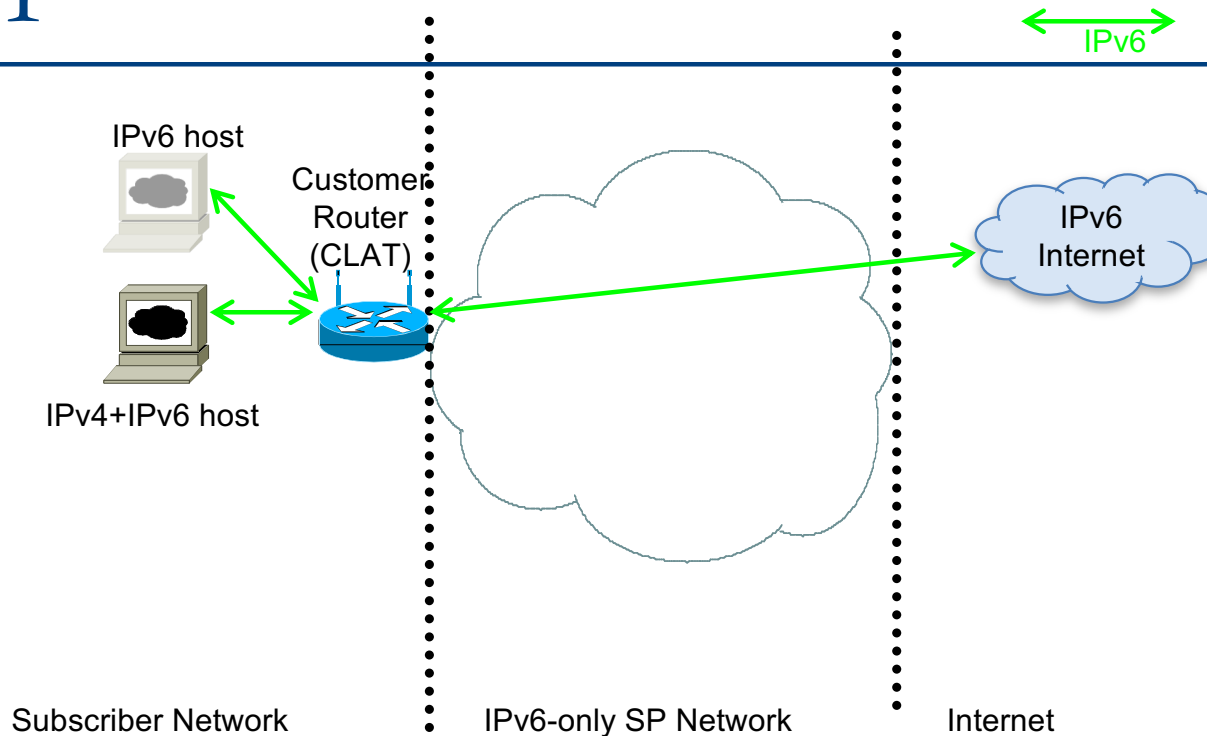 IPv6
IPv6 host
Customer
Router
(CLAT)
IPv6
Internet
IPv4+IPv6 host
Subscriber Network
IPv6-only SP Network
Internet